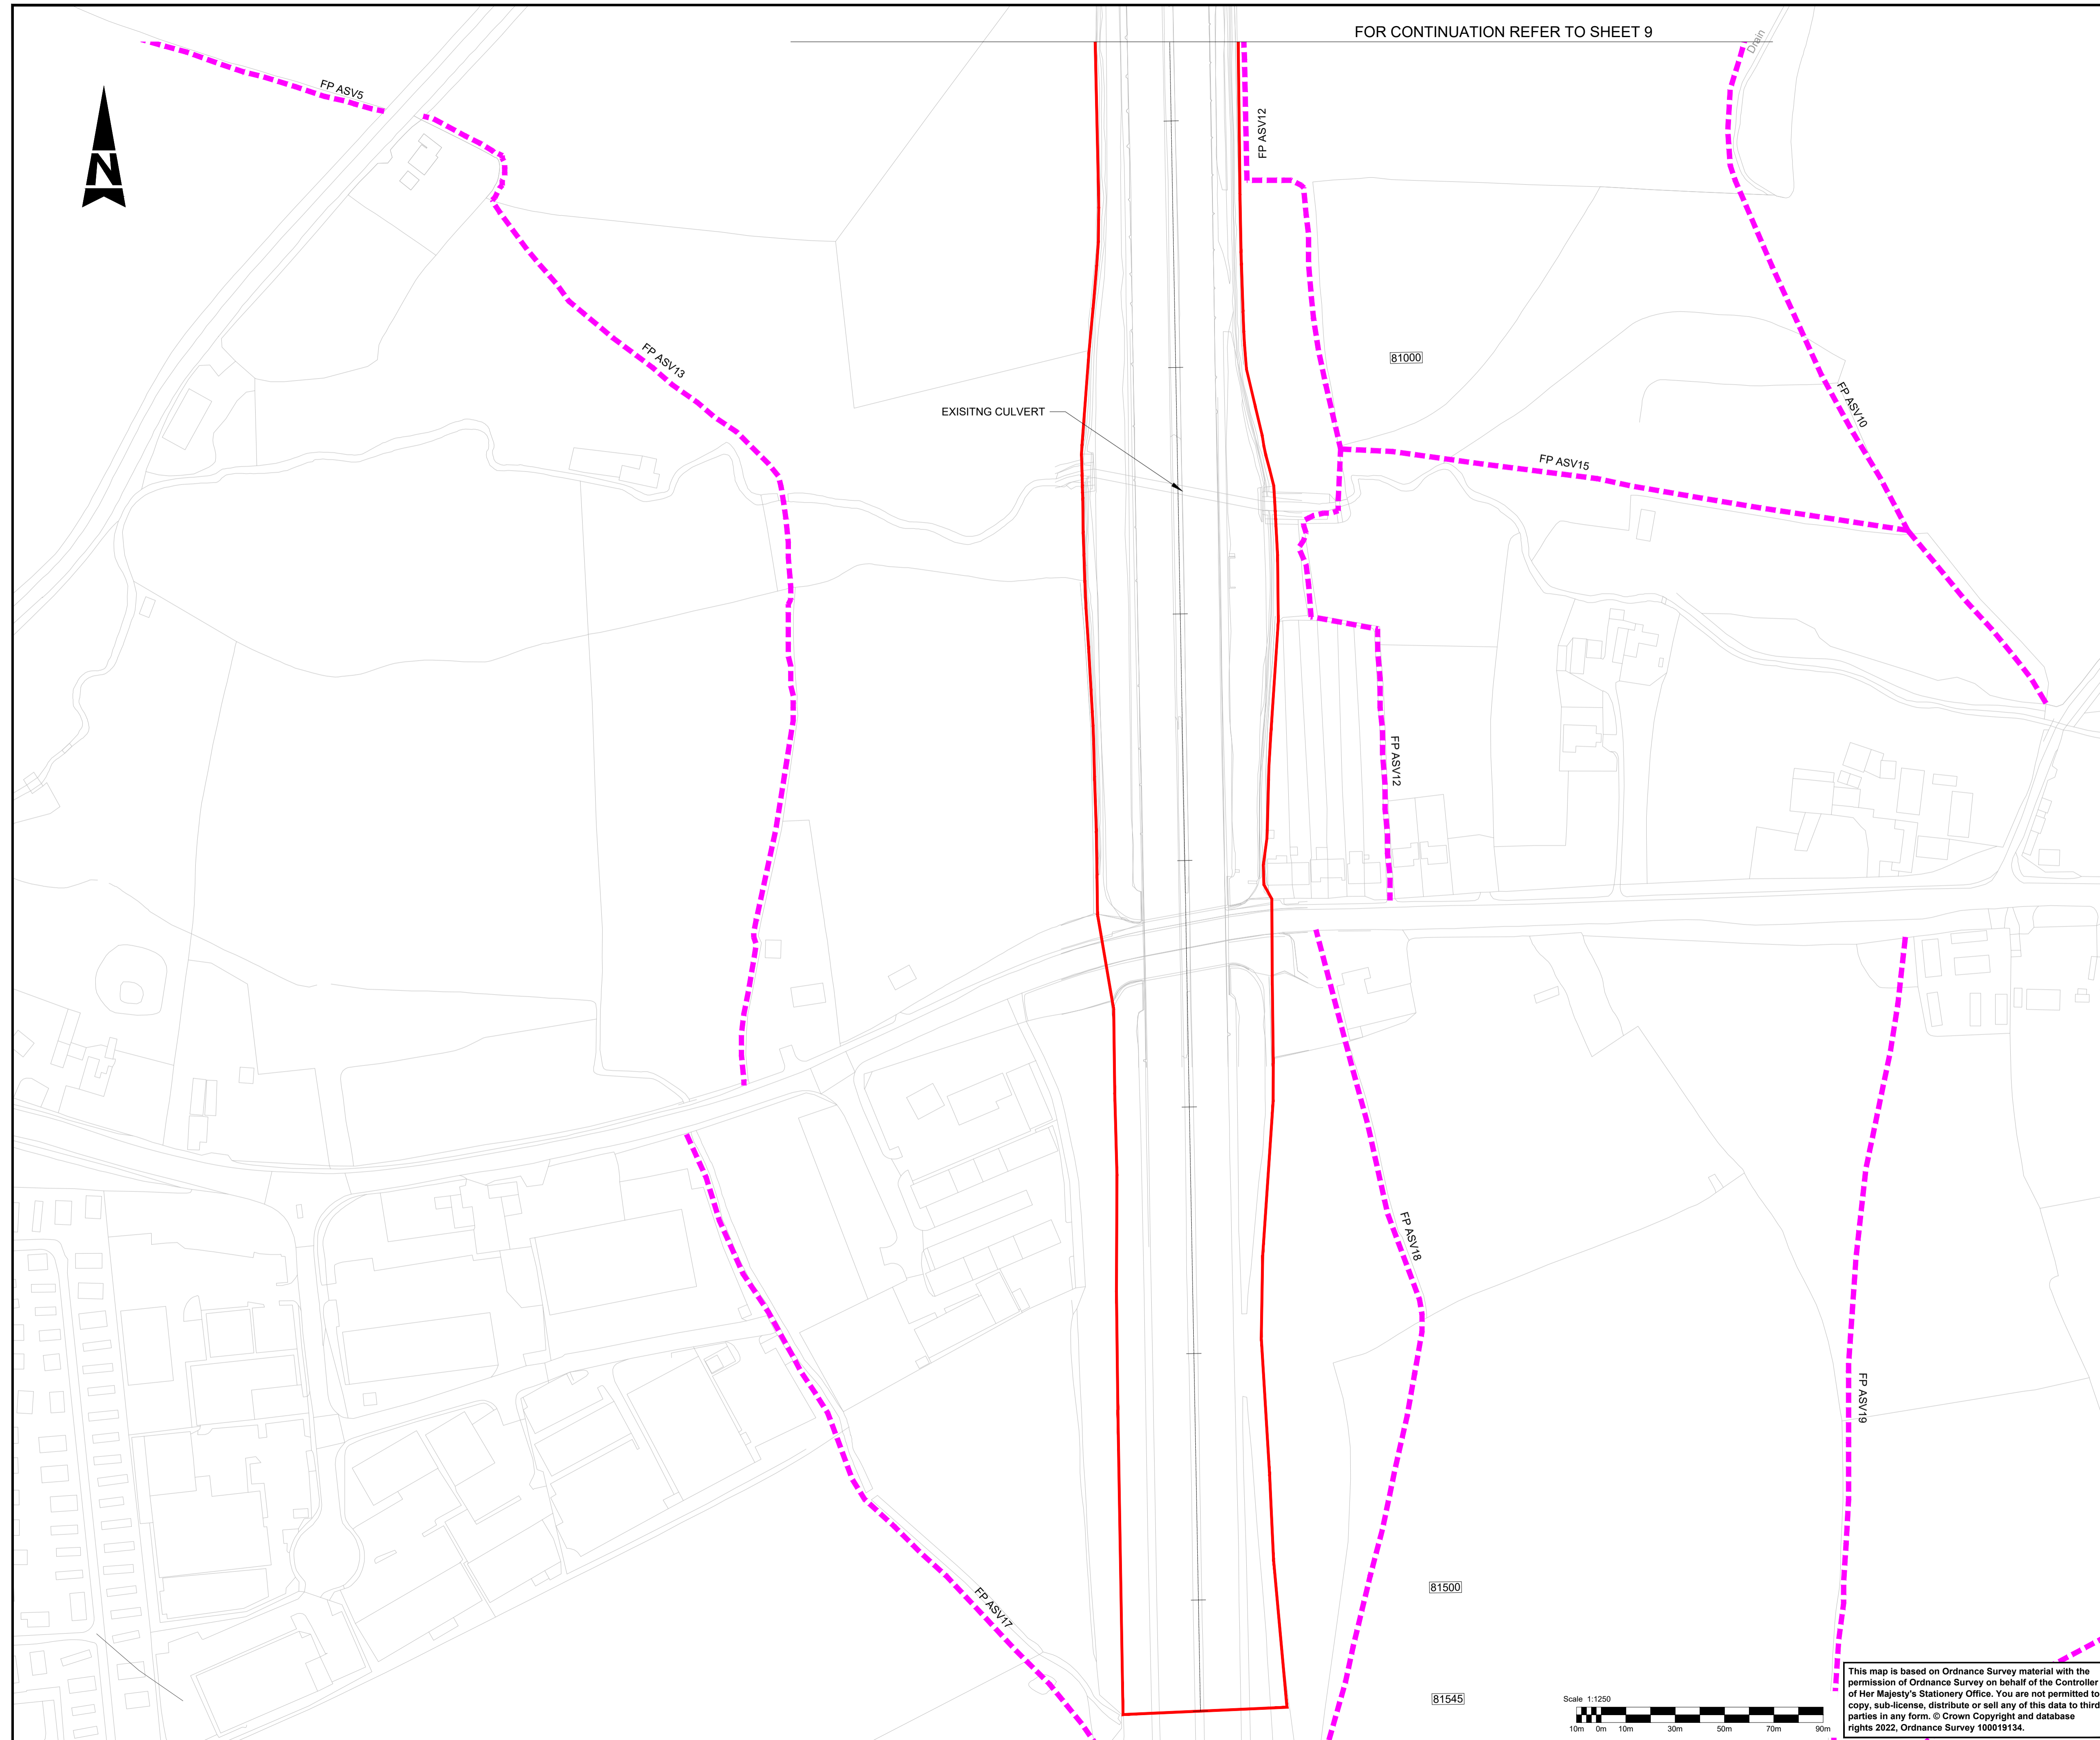 FOR CONTINUATION REFER TO SHEET 9
Drain
FP ASV5
N
FP ASV12
FP ASV13
81000
EXISITNG CULVERT
FP ASV10
FP ASV15
FP ASV12
FP ASV18
FP ASV19
FP ASV17
81500
81545
Scale 1:1250
10m 0m 10m 30m 50m 70m 90m
This map is based on Ordnance Survey material with the
permission of Ordnance Survey on behalf of the Controller
of Her Majesty's Stationery Office. You are not permitted to
copy, sub-license, distribute or sell any of this data to third
parties in any form. © Crown Copyright and database
rights 2022, Ordnance Survey 100019134.